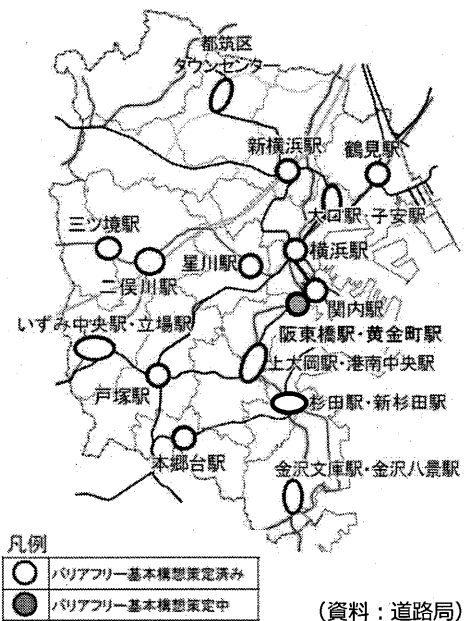 都筑区
タウンセンター
新横浜駅
鶴見駅
大口駅・子安駅
三ツ境駅
横浜駅
星川駅
二俣川駅
関内駅
いずみ中央駅・立場駅
阪東橋駅・黄金町駅
上大岡駅・港南中央駅
戸塚駅
杉田駅・新杉田駅
本郷台駅
金沢文庫駅・金沢八景駅
凡例
バリアフリー基本構想策定済み
バリアフリー基本構想策定中
（資料：道路局）